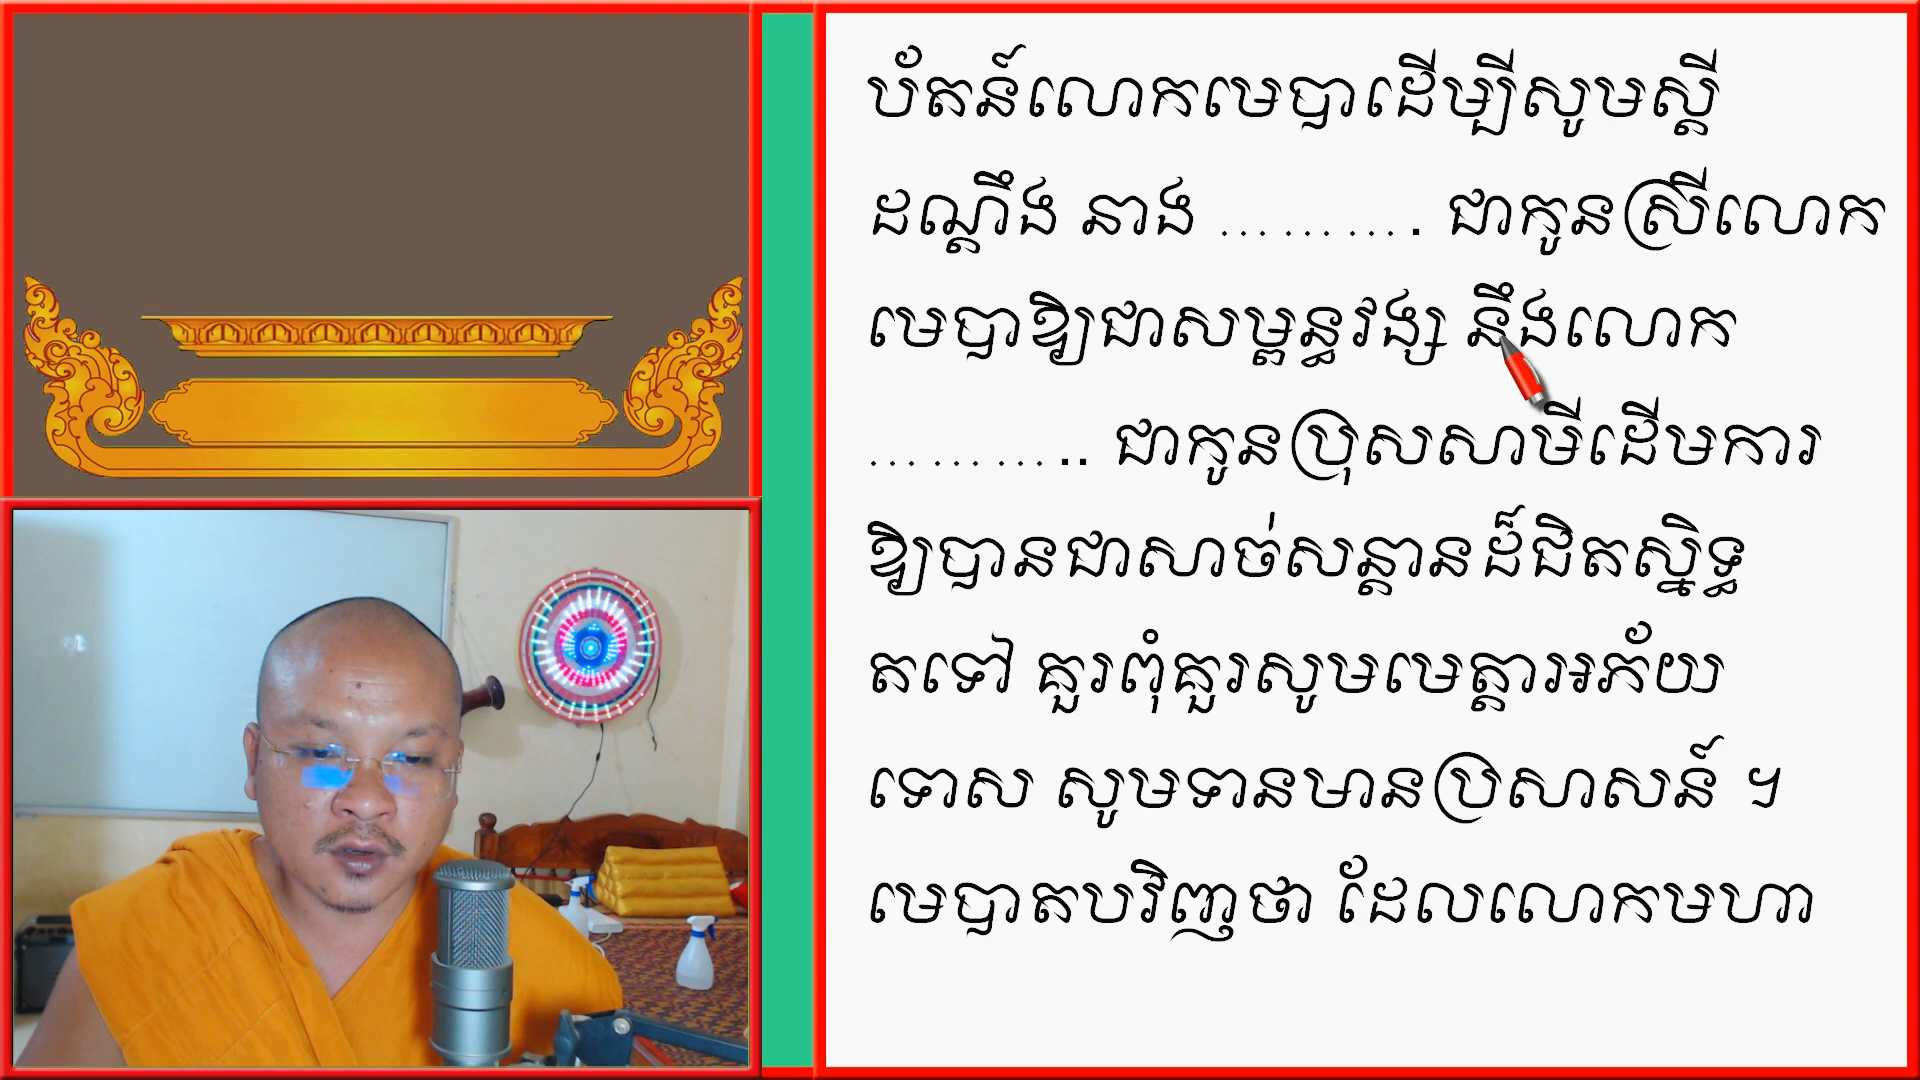 ប័តន៍លោកមេបាដើម្បីសូមស្តី
ដណ្តឹង នាង ………. ជាកូនស្រីលោក
មេបាឱ្យជាសម្ពន្ធវង្ស នឹងលោក
……….. ជាកូនប្រុសសាមីដើមការ
ឱ្យបានជាសាច់សន្តានដ៏ជិតស្និទ្ធ
តទៅ គួរពុំគួរសូមមេត្តាអភ័យ
ទោស សូមទានមានប្រសាសន៍ ។
មេបាតបវិញថា ដែលលោកមហា